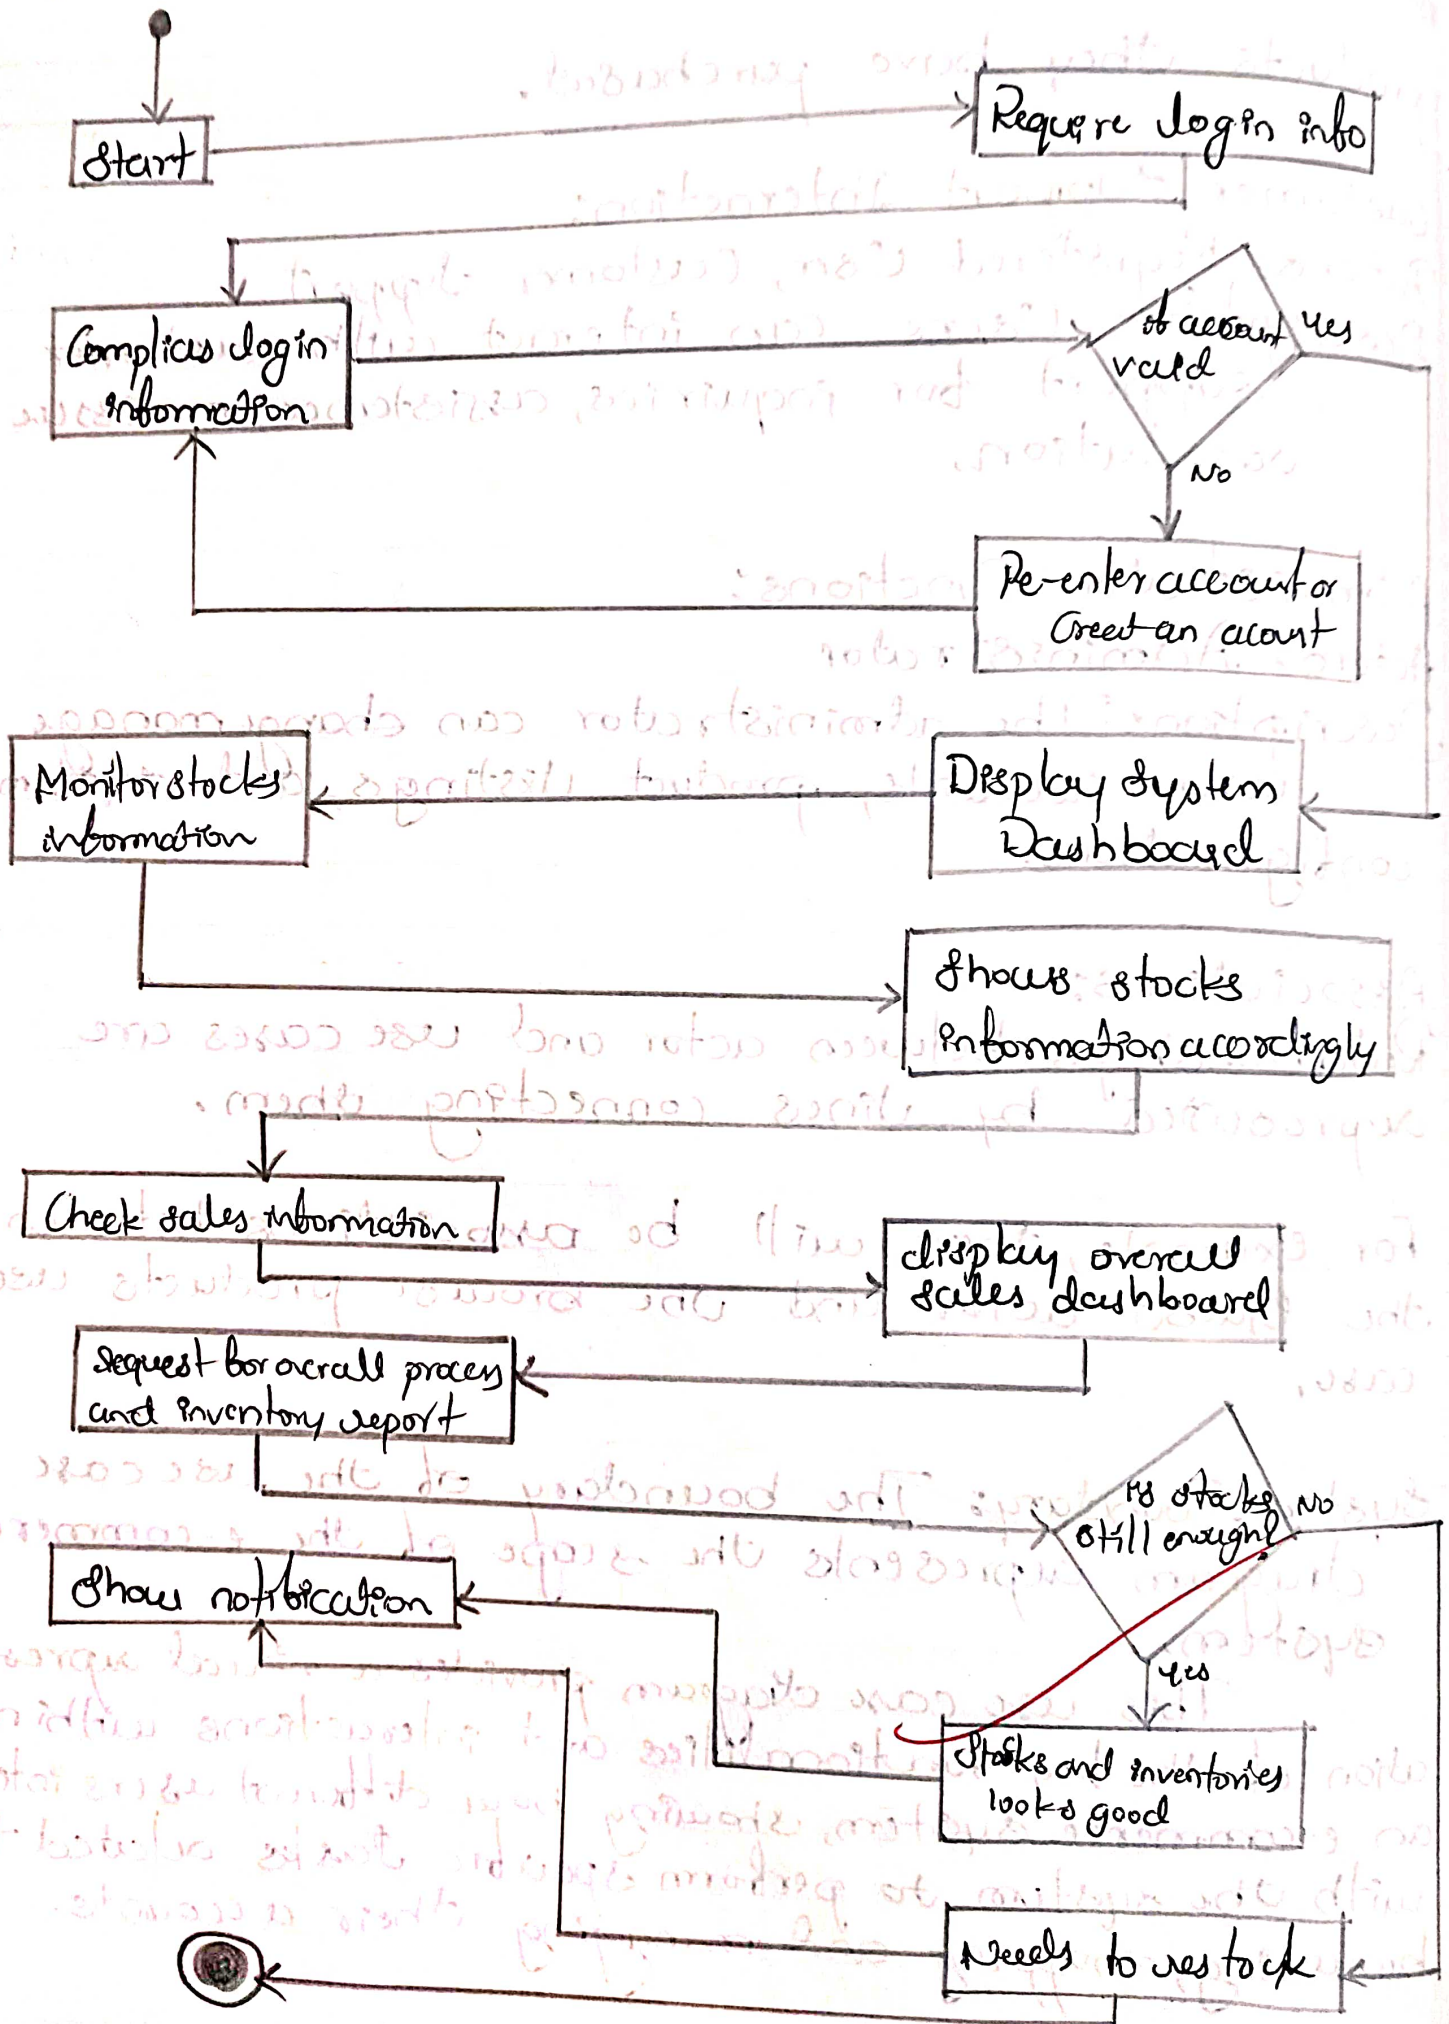 Start
Require login info
Complies login
information
if account
valid
Yes
No
Re-enter account or
Creat an acount
Monitor stocks
information
Display System
Dashboard
Shows stocks
information acordingly
Check sales information
display overall
sales dashboard
request for overall process
and inventory report
is stocks
still enough?
No
Show notification
yes
Stocks and inventories
looks good
Needs to restock